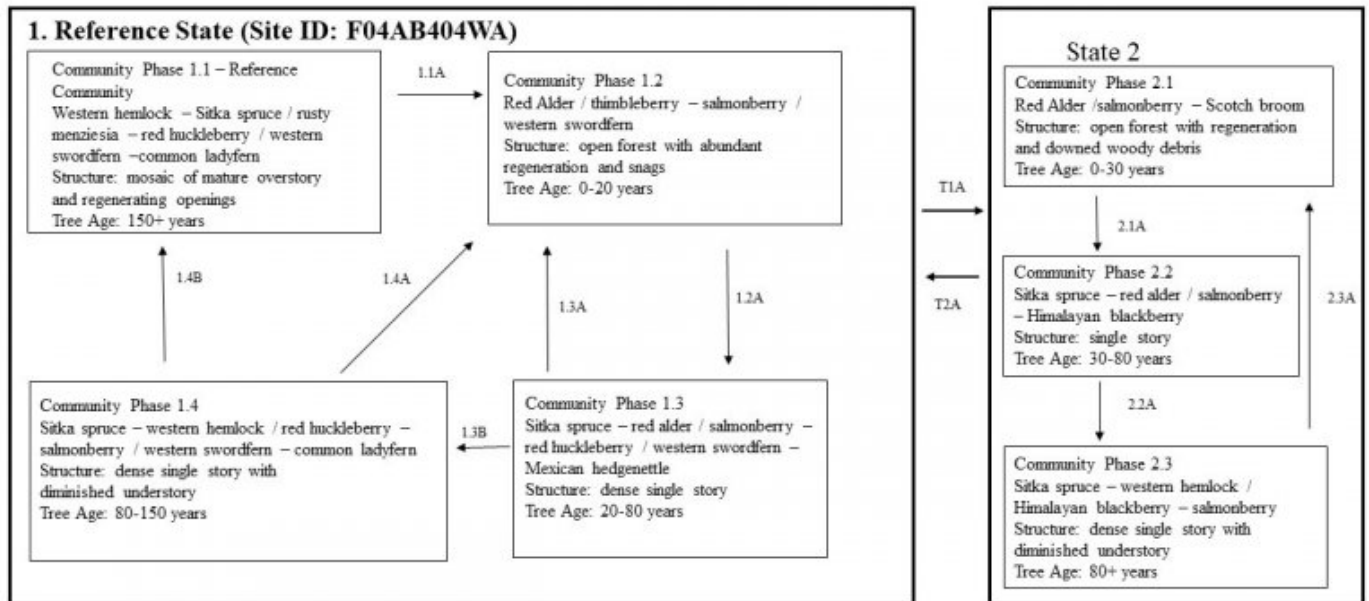 1. Reference State (Site ID: F04AB404WA)
Community Phase 1.1 – Reference
Community
Western hemlock – Sitka spruce / rusty
menziesia – red huckleberry / western
swordfern –common ladyfern
Structure: mosaic of mature overstory
and regenerating openings
Tree Age: 150+ years
1.1A
Community Phase 1.2
Red Alder / thimbleberry – salmonberry /
western swordfern
Structure: open forest with abundant
regeneration and snags
Tree Age: 0-20 years
1.4B
1.4A
1.3A
1.2A
Community Phase 1.4
Sitka spruce – western hemlock / red huckleberry –
salmonberry / western swordfern – common ladyfern
Structure: dense single story with
diminished understory
Tree Age: 80-150 years
1.3B
Community Phase 1.3
Sitka spruce – red alder / salmonberry –
red huckleberry / western swordfern –
Mexican hedgenettle
Structure: dense single story
Tree Age: 20-80 years
T1A
T2A
State 2
Community Phase 2.1
Red Alder /salmonberry – Scotch broom
Structure: open forest with regeneration
and downed woody debris
Tree Age: 0-30 years
2.1A
Community Phase 2.2
Sitka spruce – red alder / salmonberry
– Himalayan blackberry
Structure: single story
Tree Age: 30-80 years
2.3A
2.2A
Community Phase 2.3
Sitka spruce – western hemlock /
Himalayan blackberry – salmonberry
Structure: dense single story with
diminished understory
Tree Age: 80+ years